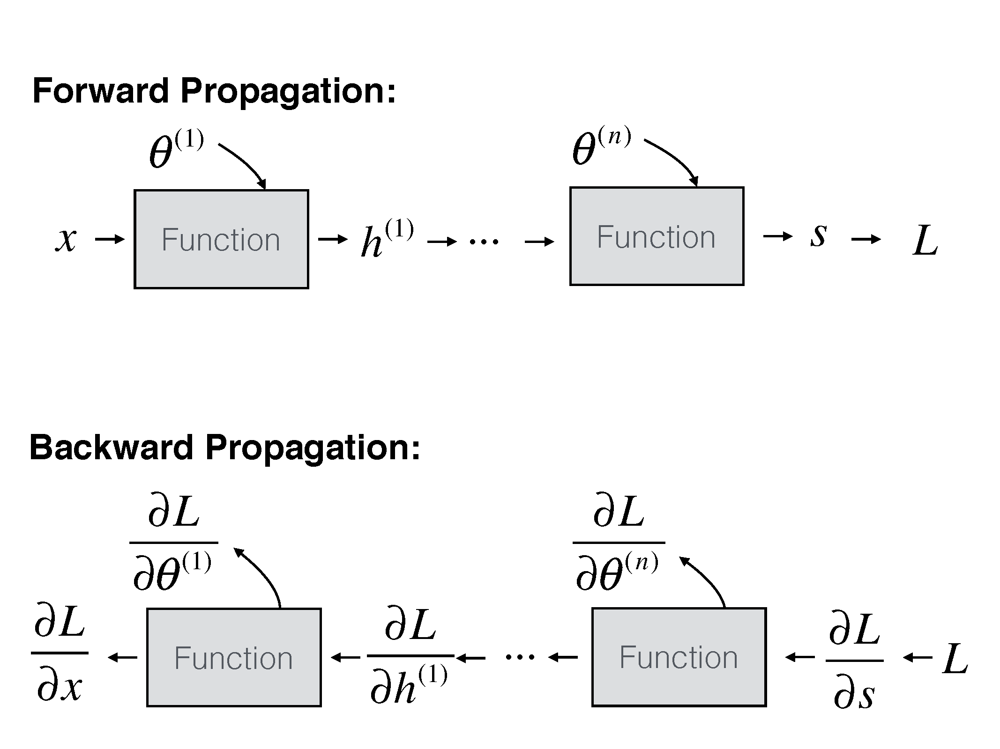 Forward Propagation:
θ⁽¹⁾ θ⁽ⁿ⁾
x → Function → h⁽¹⁾ → ··· → Function → s → L
Backward Propagation:
∂L/∂θ⁽¹⁾ ∂L/∂θ⁽ⁿ⁾
∂L/∂x ← Function ← ∂L/∂h⁽¹⁾ ← ··· ← Function ← ∂L/∂s ← L